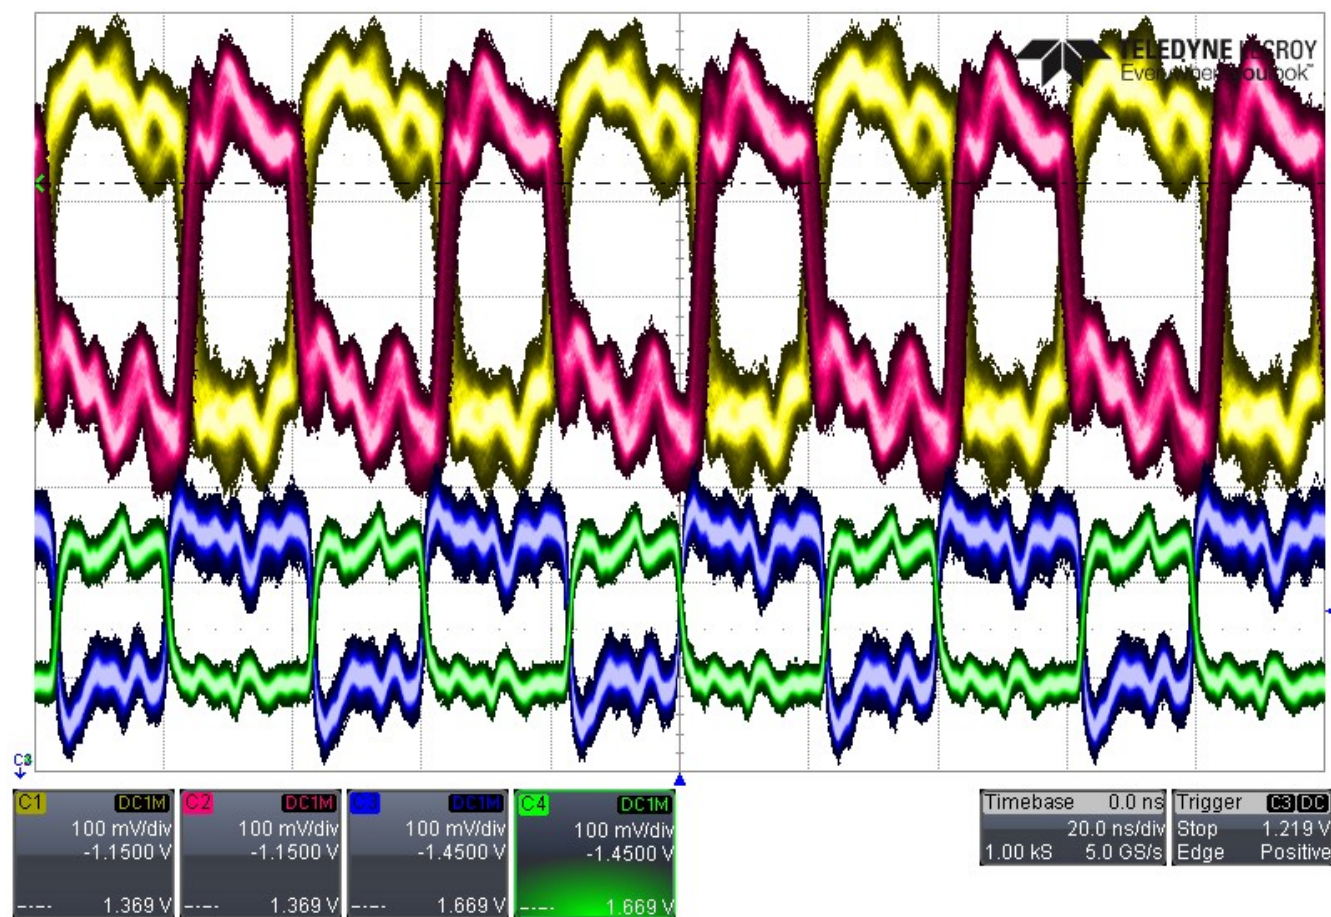 TELEDYNE LECROY
Everywhereyoulook™
C3
C1 DC1M
100 mV/div
-1.1500 V
1.369 V
C2 DC1M
100 mV/div
-1.1500 V
1.369 V
C3 DC1M
100 mV/div
-1.4500 V
1.669 V
C4 DC1M
100 mV/div
-1.4500 V
1.669 V
Timebase 0.0 ns
20.0 ns/div
1.00 kS 5.0 GS/s
Trigger C3 DC
Stop 1.219 V
Edge Positive